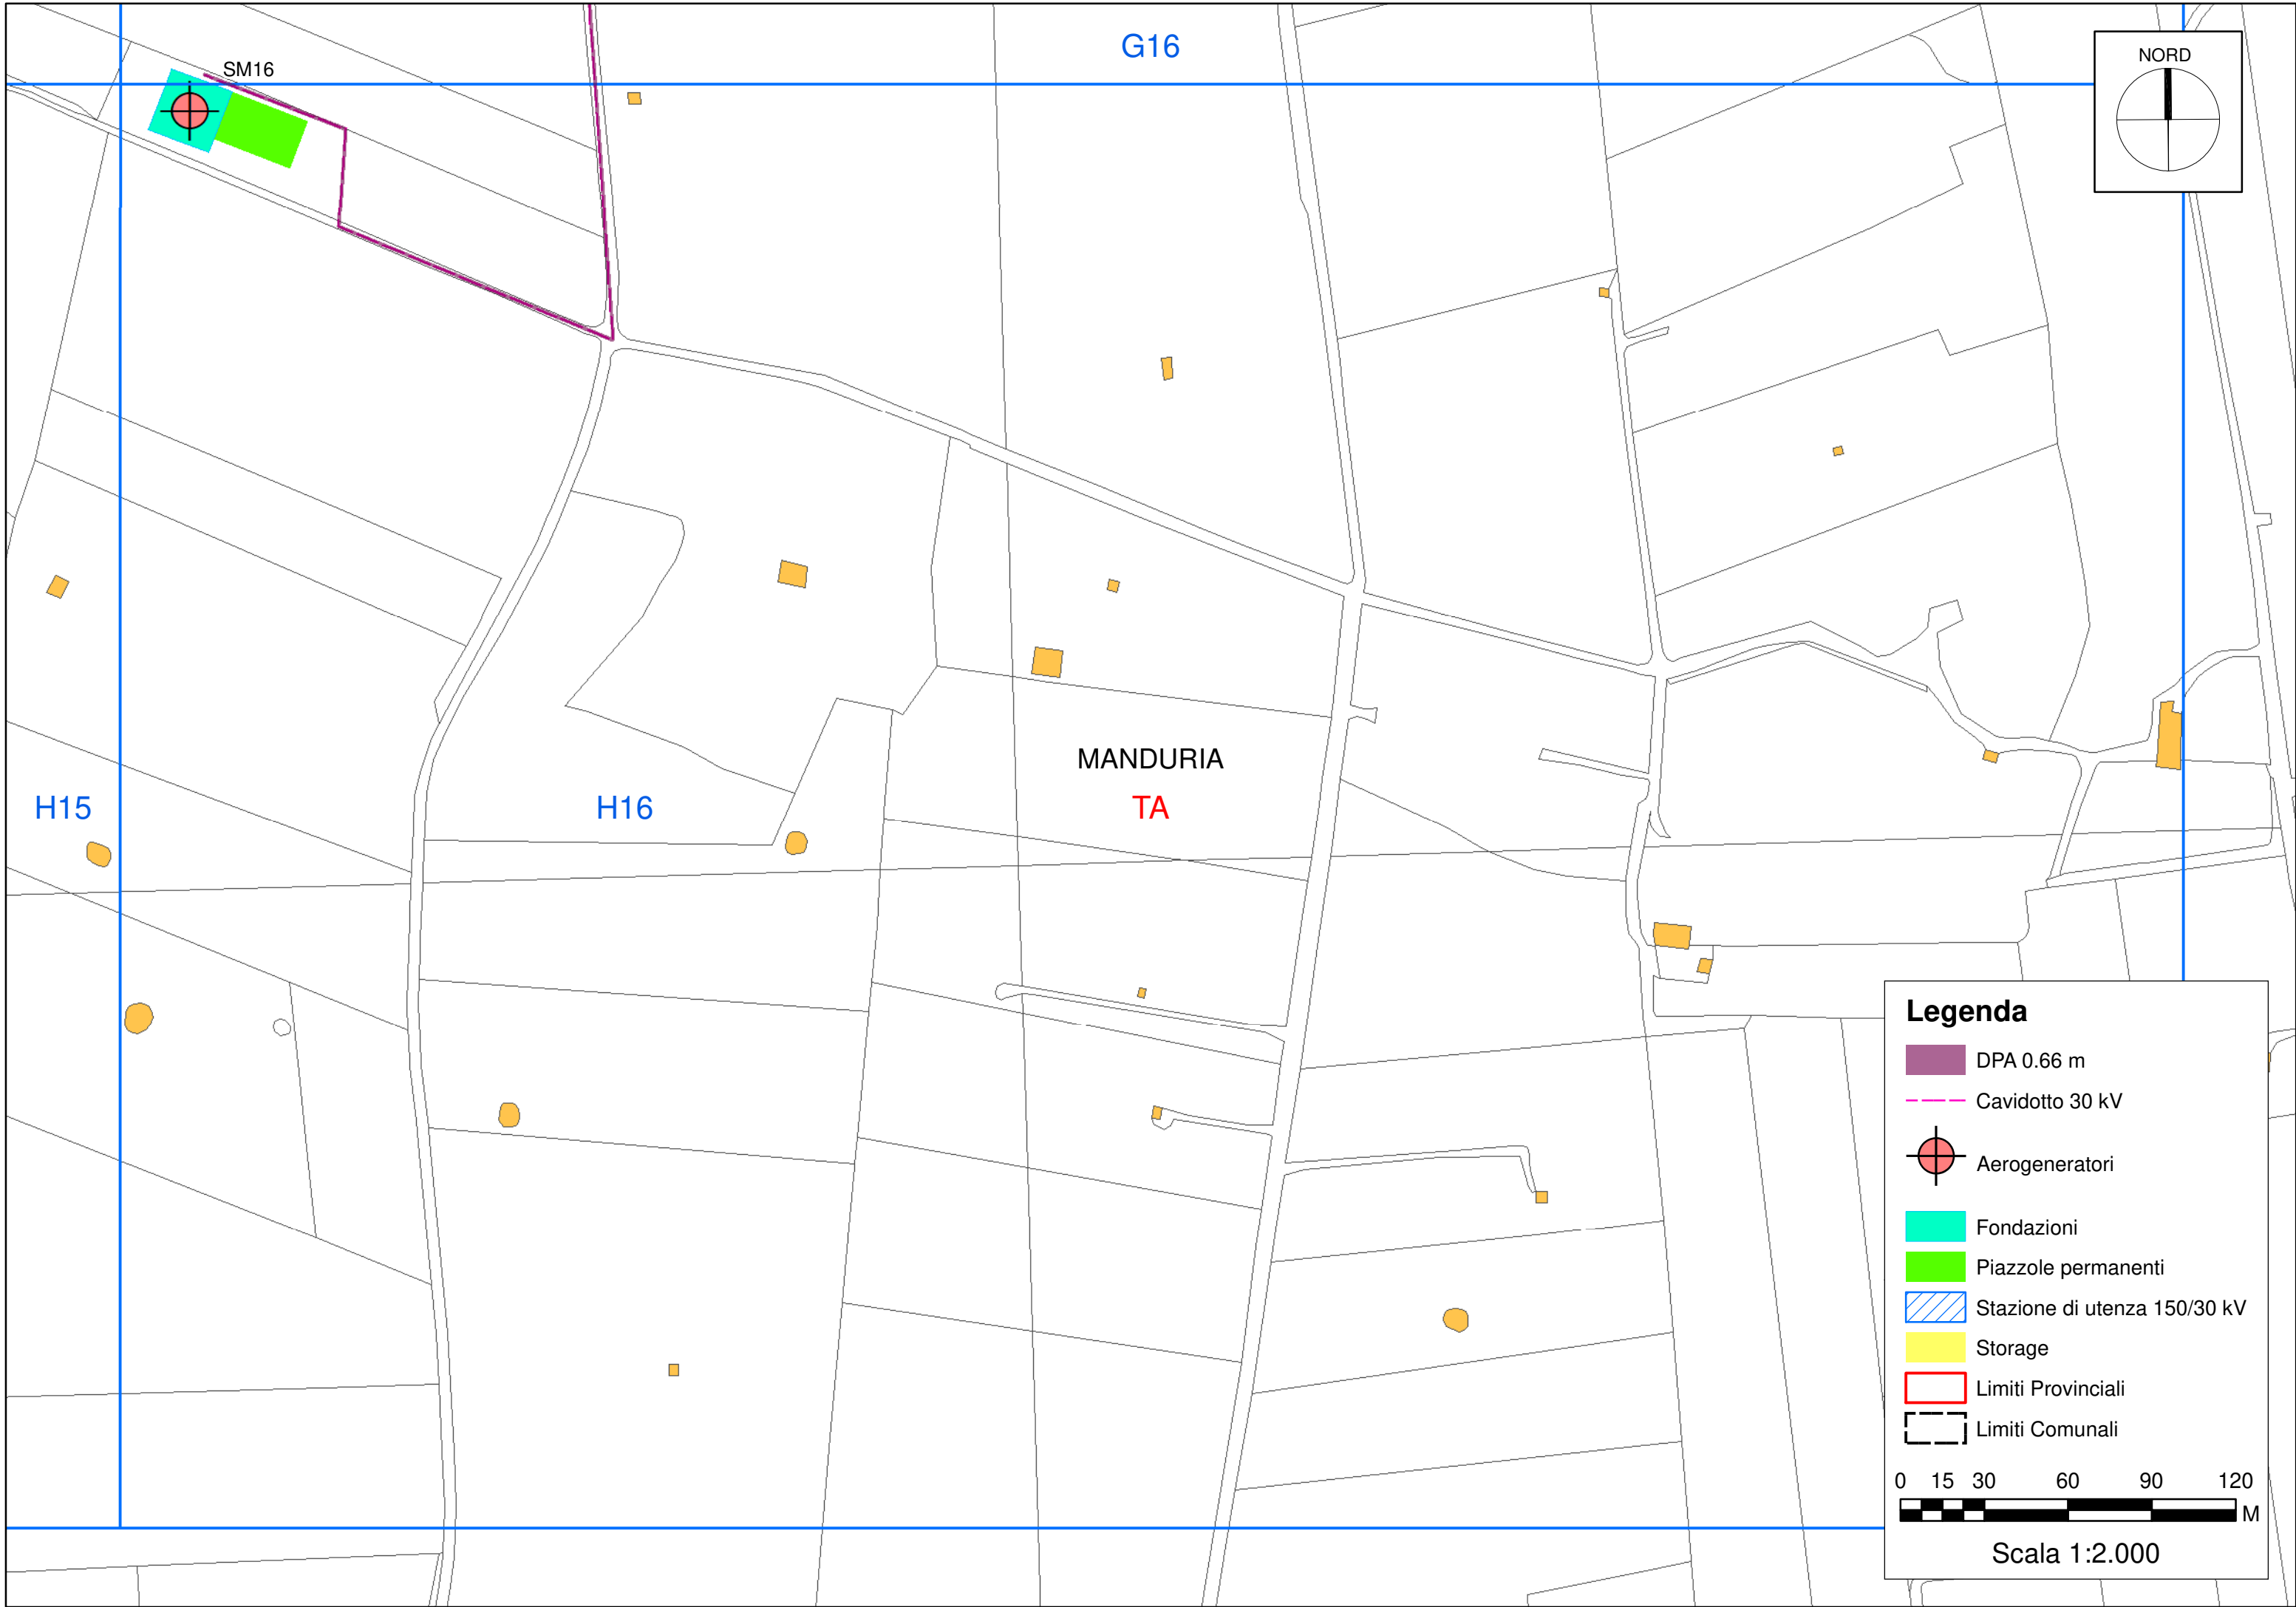 G16
NORD
SM16
MANDURIA
H15
H16
TA
Legenda
DPA 0.66 m
Cavidotto 30 kV
Aerogeneratori
Fondazioni
Piazzole permanenti
Stazione di utenza 150/30 kV
Storage
Limiti Provinciali
Limiti Comunali
0 15 30 60 90 120
M
Scala 1:2.000